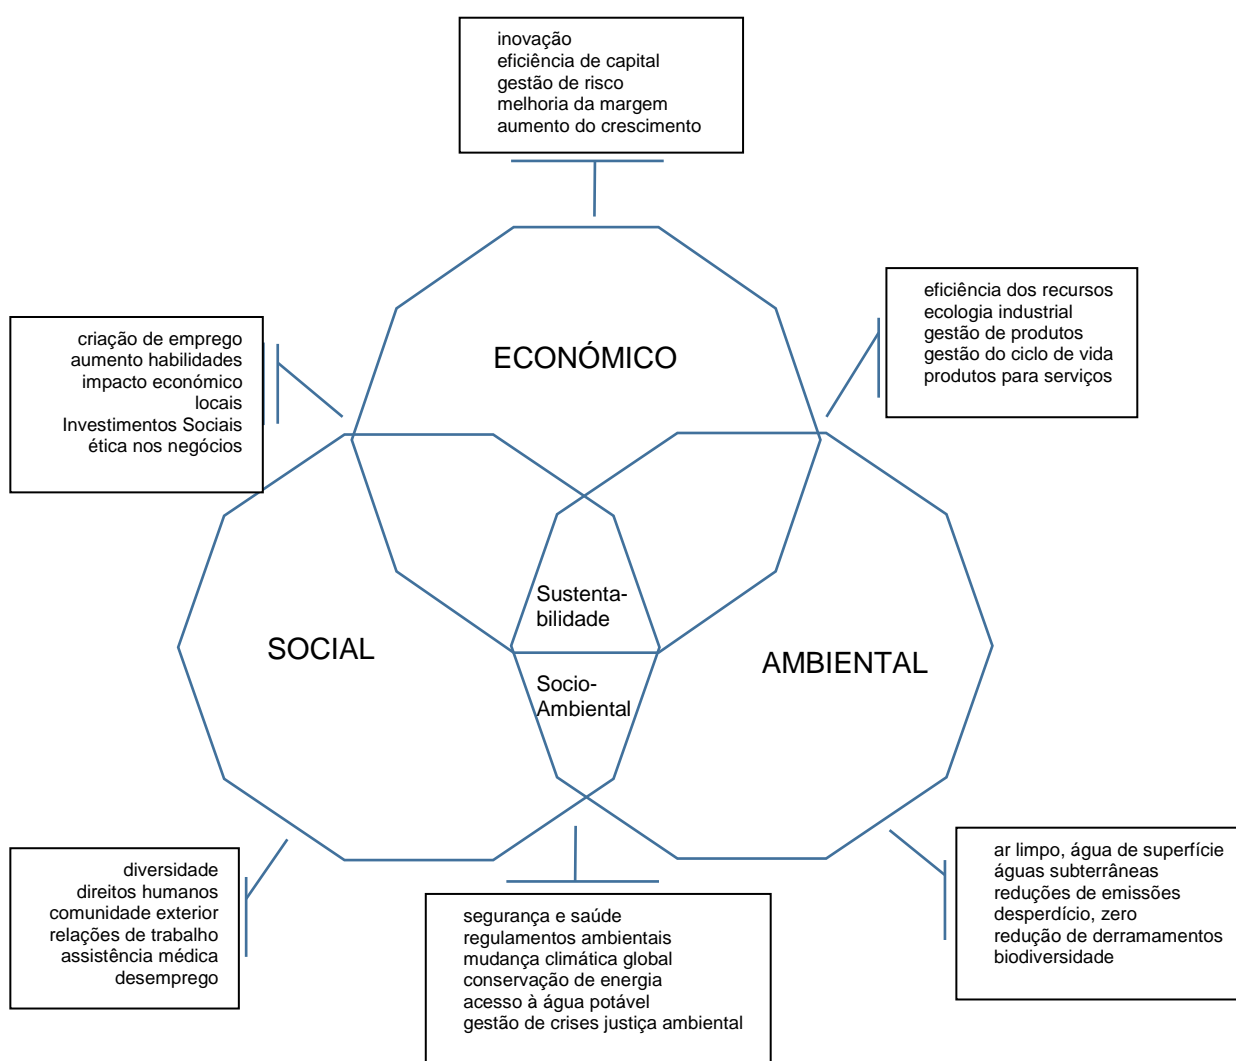 inovação
eficiência de capital
gestão de risco
melhoria da margem
aumento do crescimento
eficiência dos recursos
ecologia industrial
gestão de produtos
gestão do ciclo de vida
produtos para serviços
criação de emprego
aumento habilidades
impacto económico
locais
Investimentos Sociais
ética nos negócios
ECONÓMICO
Sustenta-
bilidade
SOCIAL
AMBIENTAL
Socio-
Ambiental
diversidade
direitos humanos
comunidade exterior
relações de trabalho
assistência médica
desemprego
segurança e saúde
regulamentos ambientais
mudança climática global
conservação de energia
acesso à água potável
gestão de crises justiça ambiental
ar limpo, água de superfície
águas subterrâneas
reduções de emissões
desperdício, zero
redução de derramamentos
biodiversidade